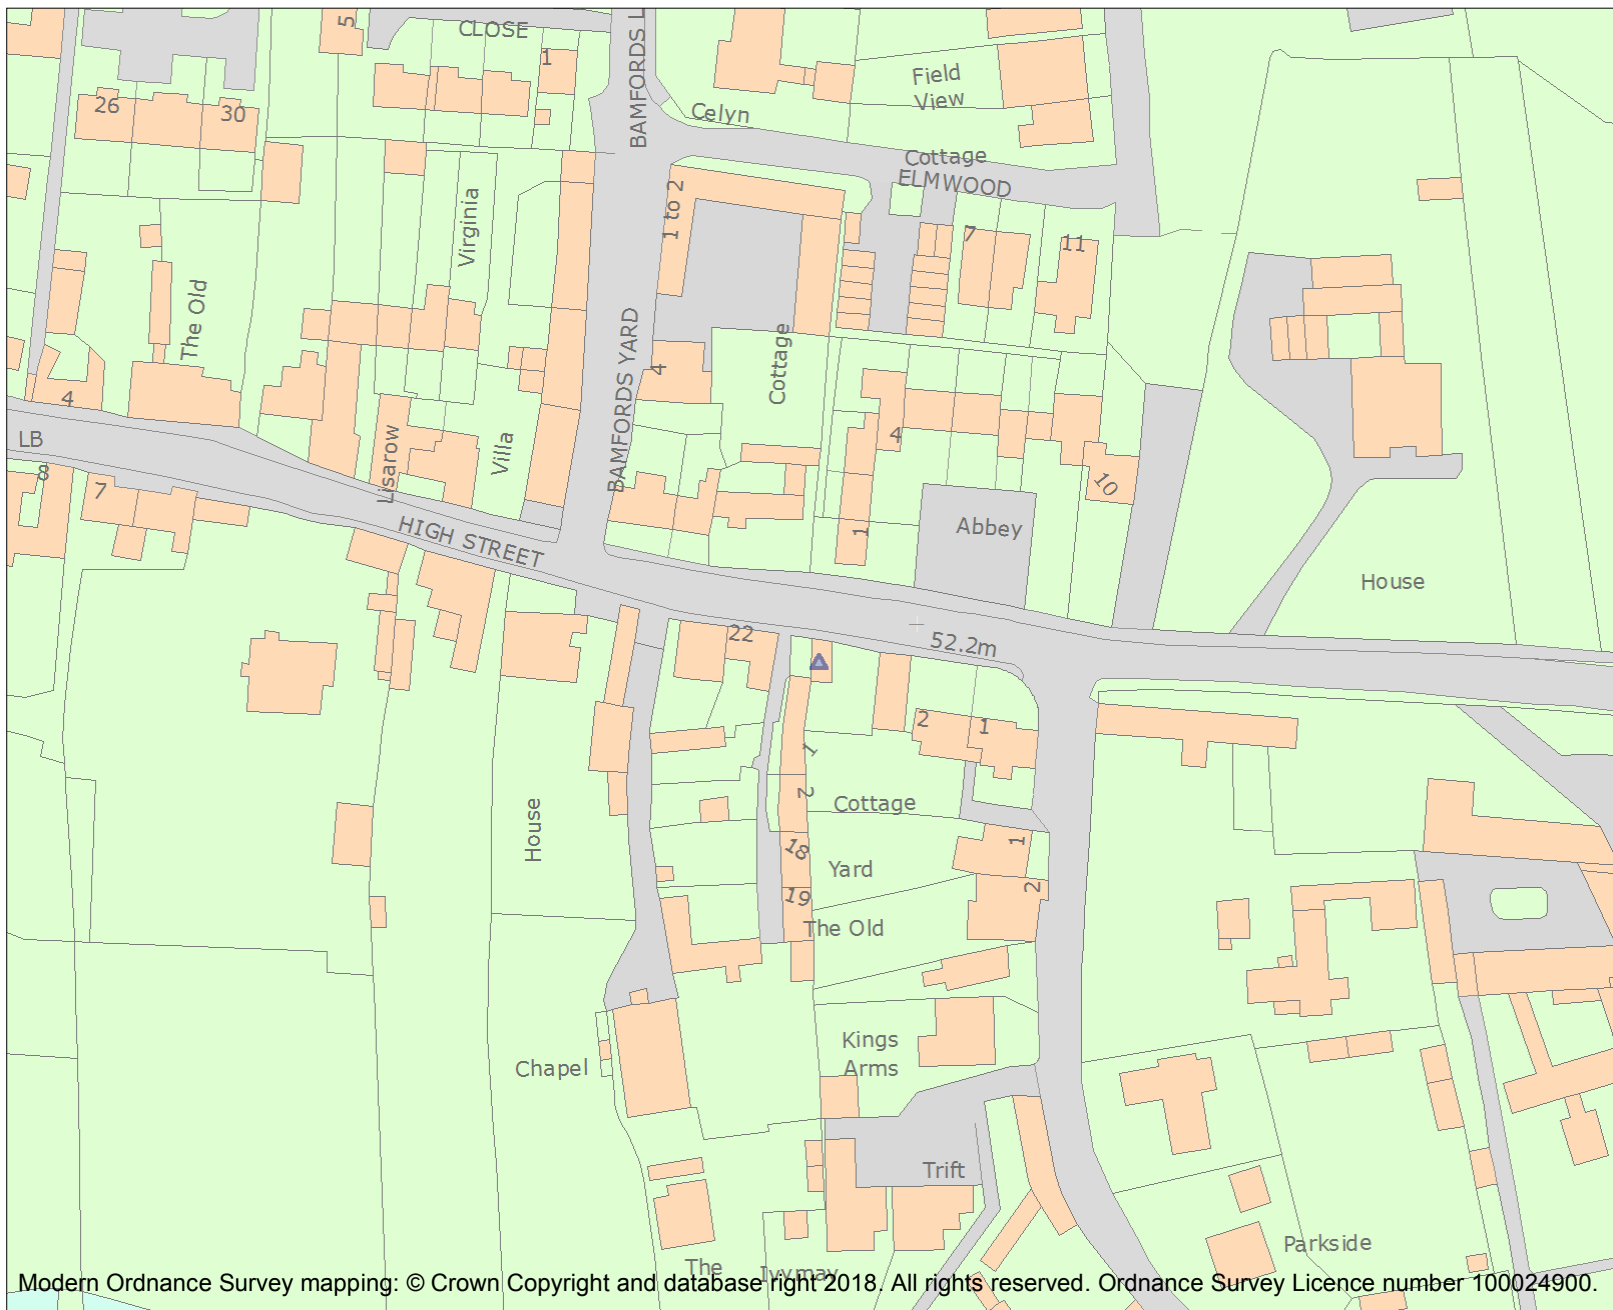 5
CLOSE
1
BAMFORDS L
Field
View
26
30
Celyn
Cottage
ELMWOOD
Virginia
1 to 2
7
11
The Old
Cottage
4
BAMFORDS YARD
4
LB
8
7
Lisarow
Villa
4
10
1
Abbey
HIGH STREET
House
22
52.2m
1
2
1
2
Cottage
House
18
Yard
1
19
2
The Old
Kings
Arms
Chapel
Trift
Parkside
The
Ivymay
Modern Ordnance Survey mapping: © Crown Copyright and database right 2018. All rights reserved. Ordnance Survey Licence number 100024900.